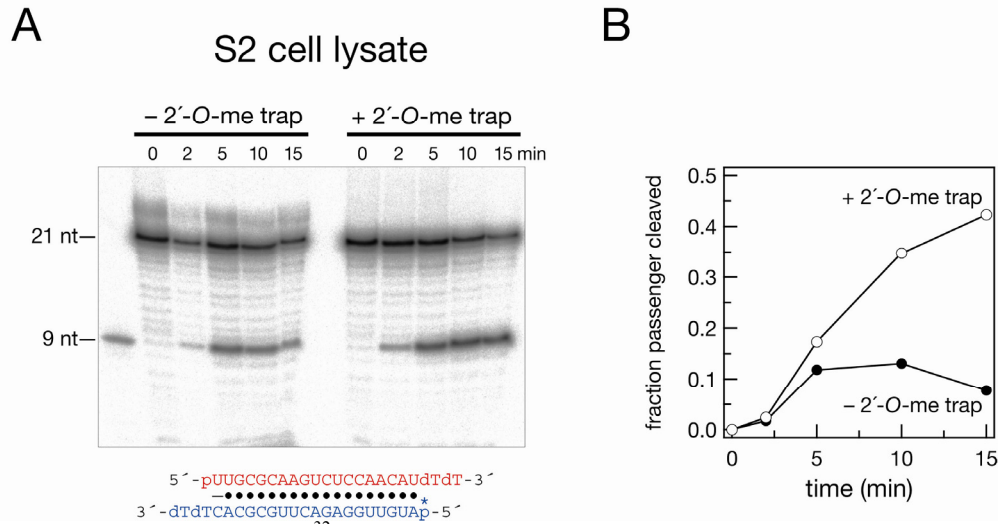 A
S2 cell lysate
– 2´-O-me trap + 2´-O-me trap
0 2 5 10 15 0 2 5 10 15 min
21 nt
9 nt
5´-pUUGCGCAAGUCUCCAACAUdTdT-3´
*
3´-dTdTCACGCGUUCAGAGGUUGUAp-5´
32
B
fraction passenger cleaved
0.5
0.4
0.3
0.2
0.1
0.0
+ 2´-O-me trap
– 2´-O-me trap
0 5 10 15
time (min)